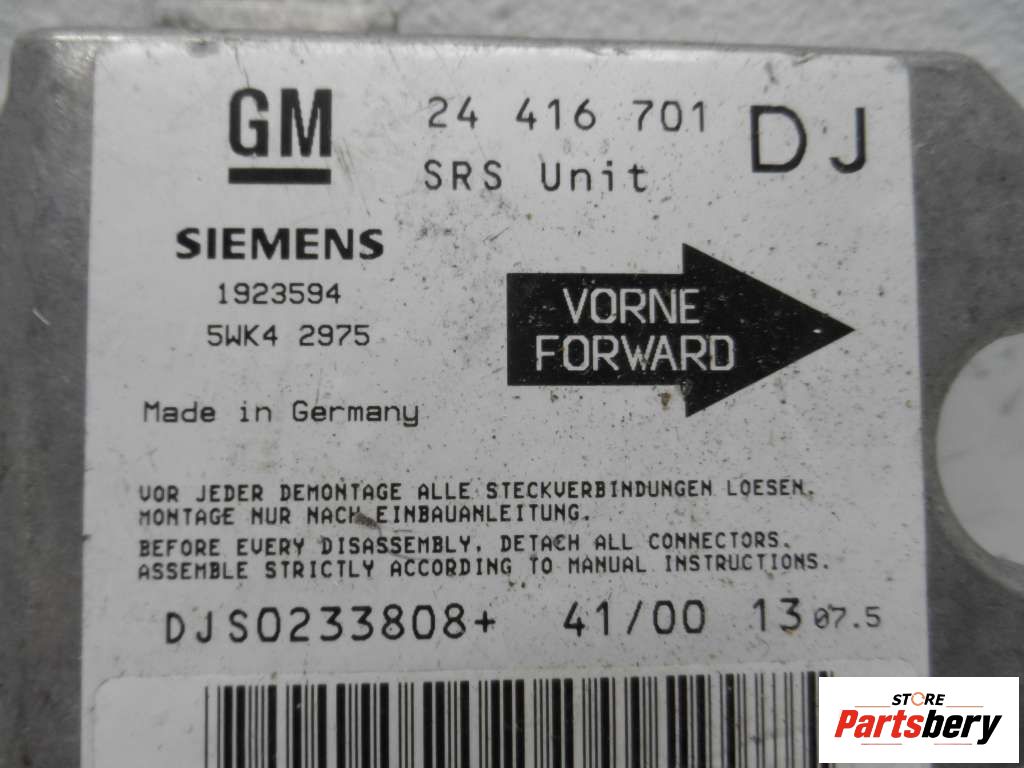 GM
24 416 701 DJ
SRS Unit
SIEMENS
1923594
5WK4 2975
VORNE
FORWARD
Made in Germany
VOR JEDER DEMONTAGE ALLE STECKVERBINDUNGEN LOESEN.
MONTAGE NUR NACH EINBAUANLEITUNG.
BEFORE EVERY DISASSEMBLY, DETACH ALL CONNECTORS.
ASSEMBLE STRICTLY ACCORDING TO MANUAL INSTRUCTIONS.
DJS0233808+ 41/00 13 07.5
STORE
Partsbery